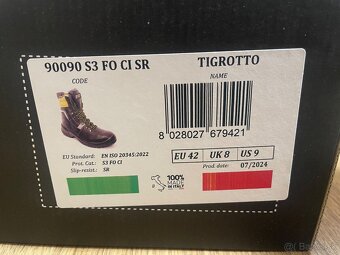 90090 S3 FO CI SR
CODE
TIGROTTO
NAME
8 028027 679421
EU Standard: EN ISO 20345:2022
Prot. Cat.: S3 FO CI
Slip-resist.: SR
100%
MADE
IN ITALY
EU 42 UK 8 US 9
Prod. date: 07/2024